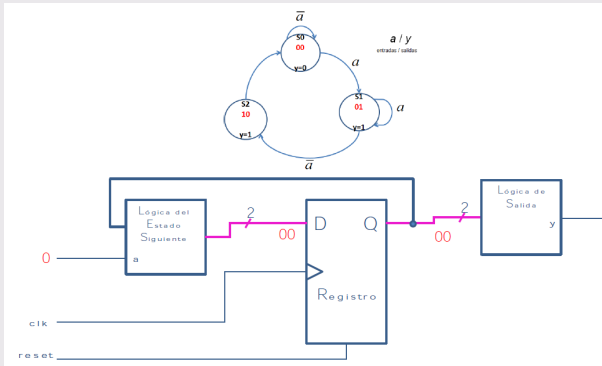 a̅
S0
00
y=0
a / y
entradas / salidas
a
S2
10
y=1
S1
01
y=1
a
a̅
Lógica del
Estado
Siguiente
a
2
00
D
Q
Registro
2
00
Lógica de
Salida
y
0
clk
reset